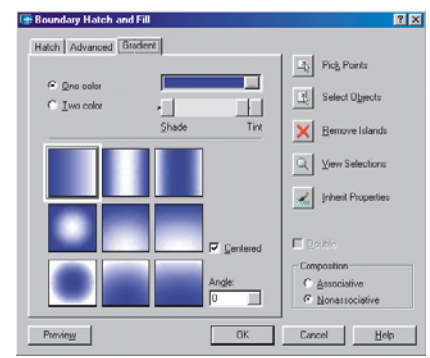 Boundary Hatch and Fill
Hatch Advanced Gradient
One color
Two color
Shade Tint
Centered
Angle:
0
Pick Points
Select Objects
Remove Islands
View Selections
Inherit Properties
Double
Composition
Associative
Nonassociative
Preview OK Cancel Help